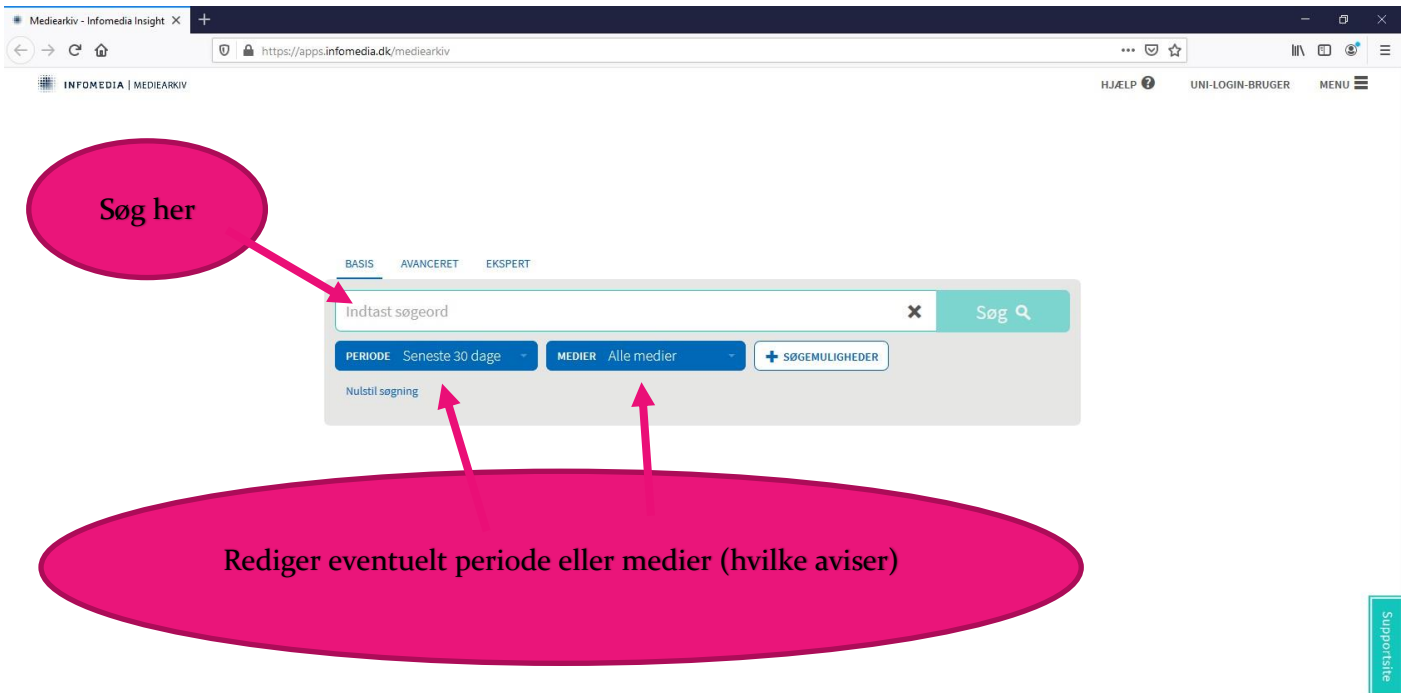 Mediearkiv - Infomedia Insight
https://apps.infomedia.dk/mediearkiv
INFOMEDIA | MEDIEARKIV
HJÆLP ?
UNI-LOGIN-BRUGER
MENU
Søg her
BASIS AVANCERET EKSPERT
Indtast søgeord
Søg
PERIODE Seneste 30 dage
MEDIER Alle medier
+ SØGEMULIGHEDER
Nulstil søgning
Rediger eventuelt periode eller medier (hvilke aviser)
Supportsite